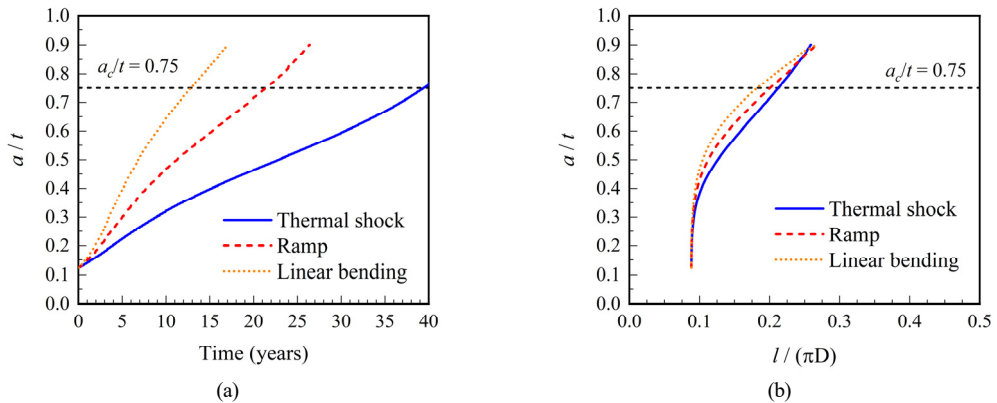 1.0
0.9
0.8
0.7
0.6
0.5
0.4
0.3
0.2
0.1
0.0
a / t
a_c/t = 0.75
Thermal shock
Ramp
Linear bending
0 5 10 15 20 25 30 35 40
Time (years)
(a)
1.0
0.9
0.8
0.7
0.6
0.5
0.4
0.3
0.2
0.1
0.0
a / t
a_c/t = 0.75
Thermal shock
Ramp
Linear bending
0.0 0.1 0.2 0.3 0.4 0.5
l / (πD)
(b)